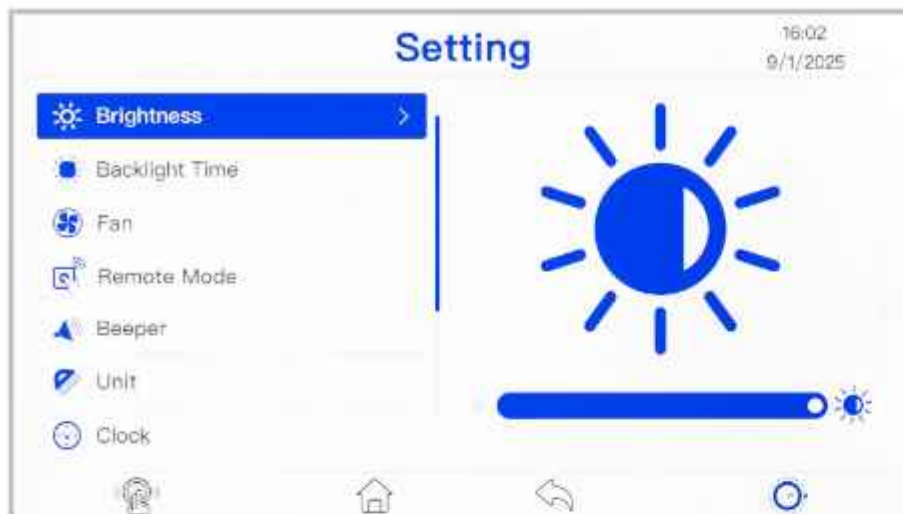 Setting
16:02
9/1/2025
Brightness
Backlight Time
Fan
Remote Mode
Beeper
Unit
Clock